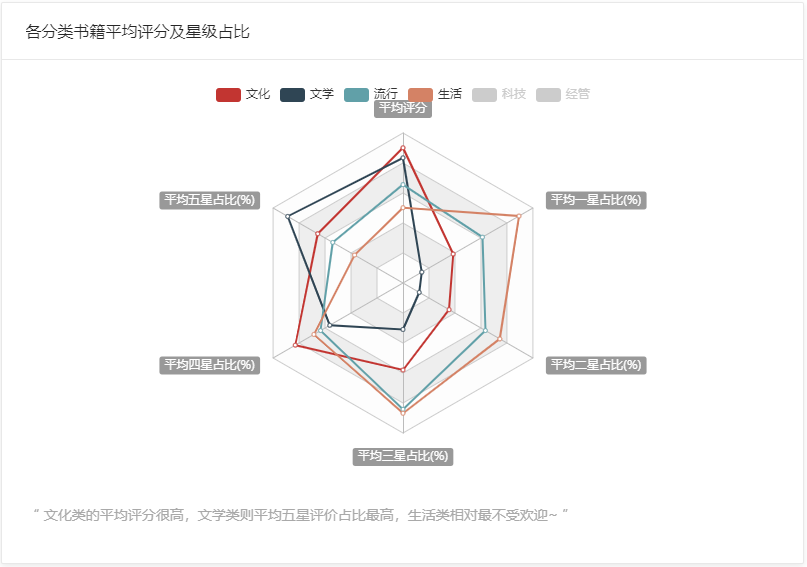 各分类书籍平均评分及星级占比
文化 文学 流行 生活 科技 经管
平均评分
平均五星占比(%) 平均一星占比(%)
平均四星占比(%) 平均二星占比(%)
平均三星占比(%)
“ 文化类的平均评分很高，文学类则平均五星评价占比最高，生活类相对最不受欢迎~ ”